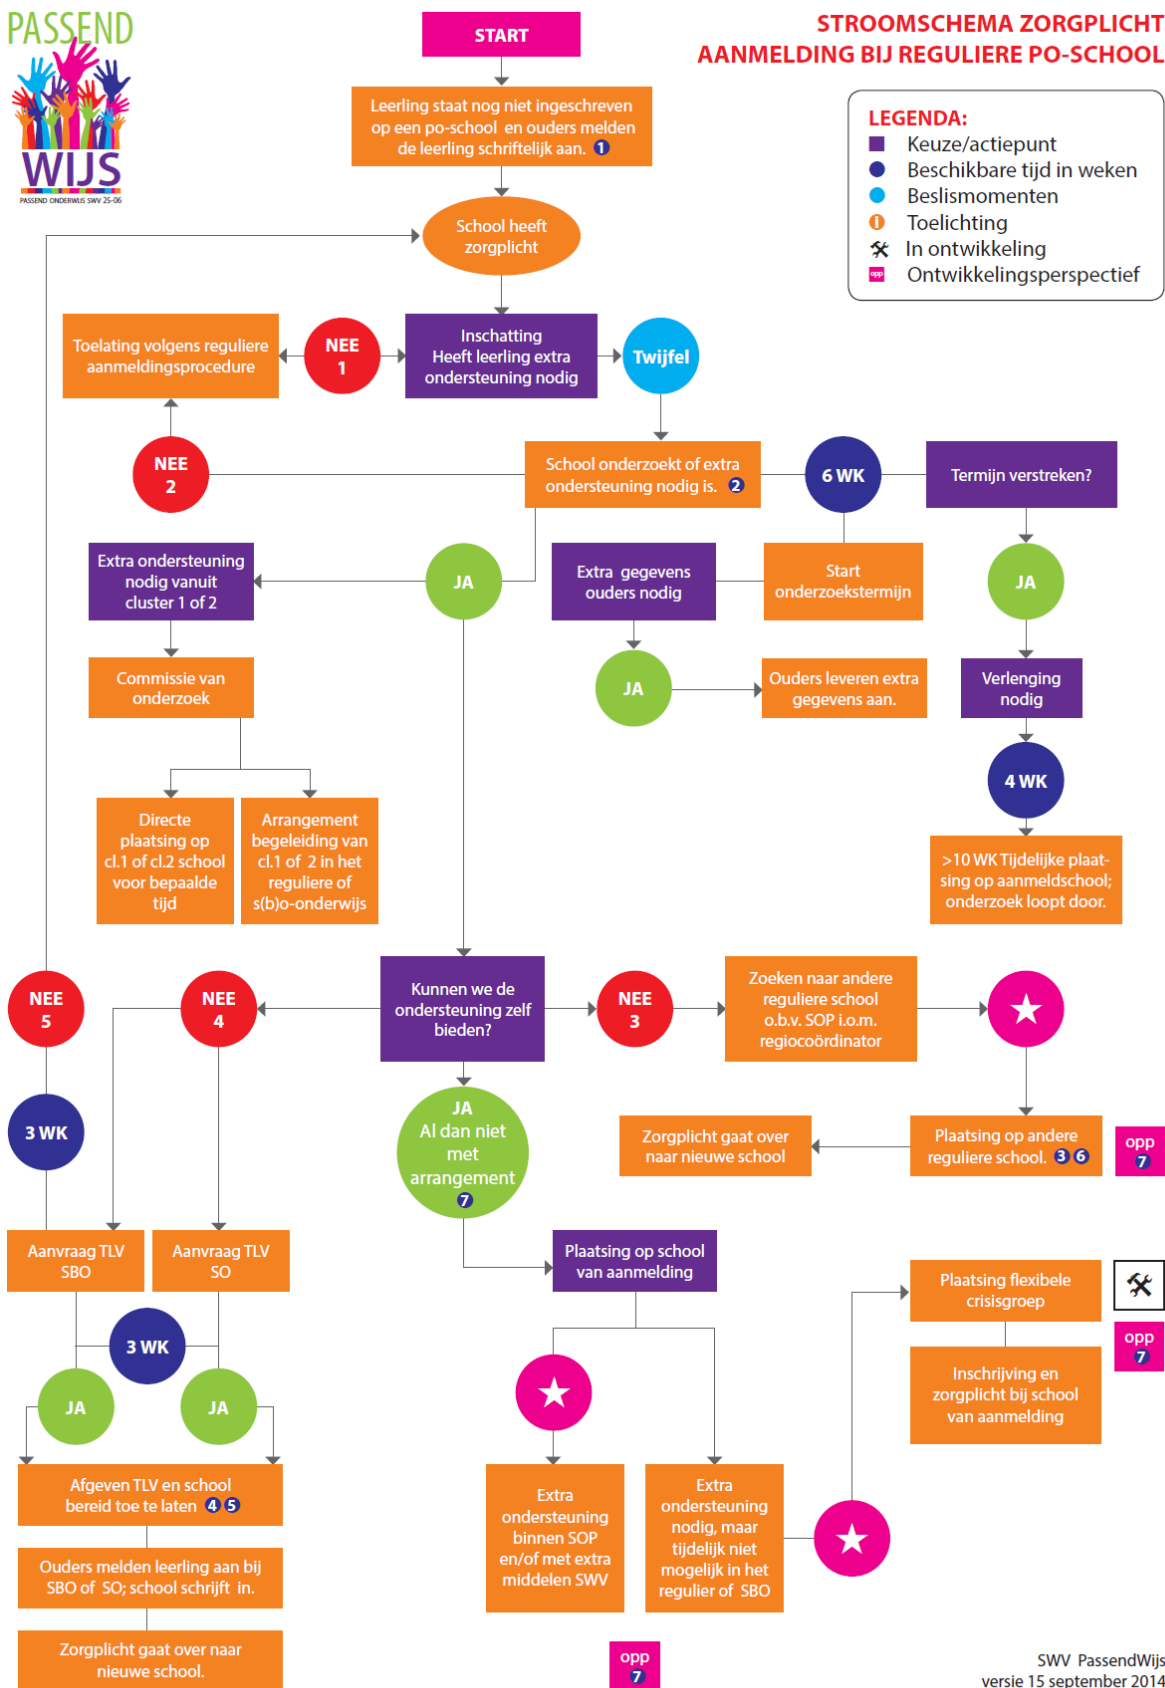 PASSEND
WIJS
PASSEND ONDERWIJS SWV 25-06
START
STROOMSCHEMA ZORGPLICHT
AANMELDING BIJ REGULIERE PO-SCHOOL
LEGENDA:
Keuze/actiepunt
Beschikbare tijd in weken
Beslismomenten
i Toelichting
In ontwikkeling
opp Ontwikkelingsperspectief
Leerling staat nog niet ingeschreven
op een po-school en ouders melden
de leerling schriftelijk aan. 1
School heeft
zorgplicht
Toelating volgens reguliere
aanmeldingsprocedure
NEE
1
Inschatting
Heeft leerling extra
ondersteuning nodig
Twijfel
NEE
2
School onderzoekt of extra
ondersteuning nodig is. 2
6 WK
Termijn verstreken?
Extra ondersteuning
nodig vanuit
cluster 1 of 2
JA
Extra gegevens
ouders nodig
Start
onderzoekstermijn
JA
Commissie van
onderzoek
JA
Ouders leveren extra
gegevens aan.
Verlenging
nodig
4 WK
Directe
plaatsing op
cl.1 of cl.2 school
voor bepaalde
tijd
Arrangement
begeleiding van
cl.1 of 2 in het
reguliere of
s(b)o-onderwijs
>10 WK Tijdelijke plaat-
sing op aanmeldschool;
onderzoek loopt door.
NEE
5
NEE
4
Kunnen we de
ondersteuning zelf
bieden?
NEE
3
Zoeken naar andere
reguliere school
o.b.v. SOP i.o.m.
regiocoördinator
3 WK
JA
Al dan niet
met
arrangement
7
Zorgplicht gaat over
naar nieuwe school
Plaatsing op andere
reguliere school. 3 6
opp
7
Aanvraag TLV
SBO
Aanvraag TLV
SO
Plaatsing op school
van aanmelding
Plaatsing flexibele
crisisgroep
3 WK
opp
7
JA
JA
Inschrijving en
zorgplicht bij school
van aanmelding
Afgeven TLV en school
bereid toe te laten 4 5
Extra
ondersteuning
binnen SOP
en/of met extra
middelen SWV
Extra
ondersteuning
nodig, maar
tijdelijk niet
mogelijk in het
regulier of SBO
Ouders melden leerling aan bij
SBO of SO; school schrijft in.
Zorgplicht gaat over naar
nieuwe school.
opp
7
SWV PassendWijs
versie 15 september 2014